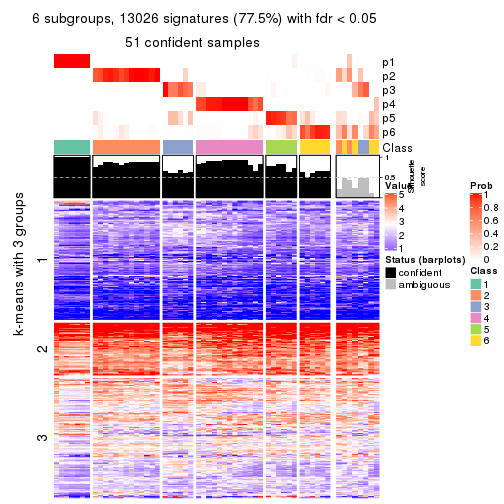 6 subgroups, 13026 signatures (77.5%) with fdr < 0.05
51 confident samples
p1
p2
p3
p4
p5
p6
Class
1
0.5
0
Silhouette
score
k-means with 3 groups
1
2
3
Value
5
4
3
2
1
Status (barplots)
confident
ambiguous
Prob
1
0.8
0.6
0.4
0.2
0
Class
1
2
3
4
5
6